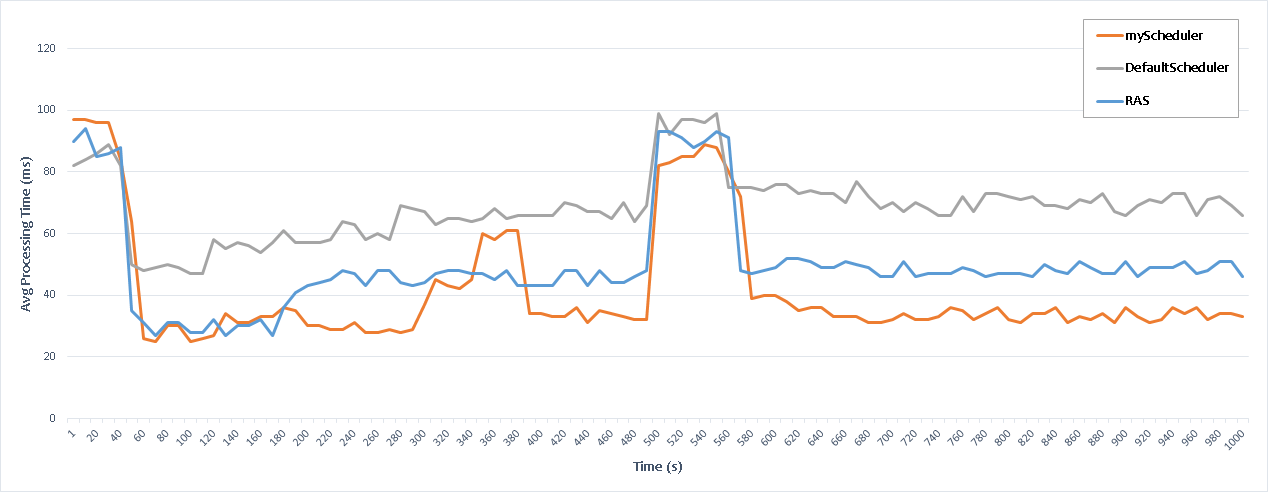 myScheduler
DefaultScheduler
RAS
120
100
80
60
40
20
0
Avg Processing Time (ms)
1 20 40 60 80 100 120 140 160 180 200 220 240 260 280 300 320 340 360 380 400 420 440 460 480 500 520 540 560 580 600 620 640 660 680 700 720 740 760 780 800 820 840 860 880 900 920 940 960 980 1000
Time (s)